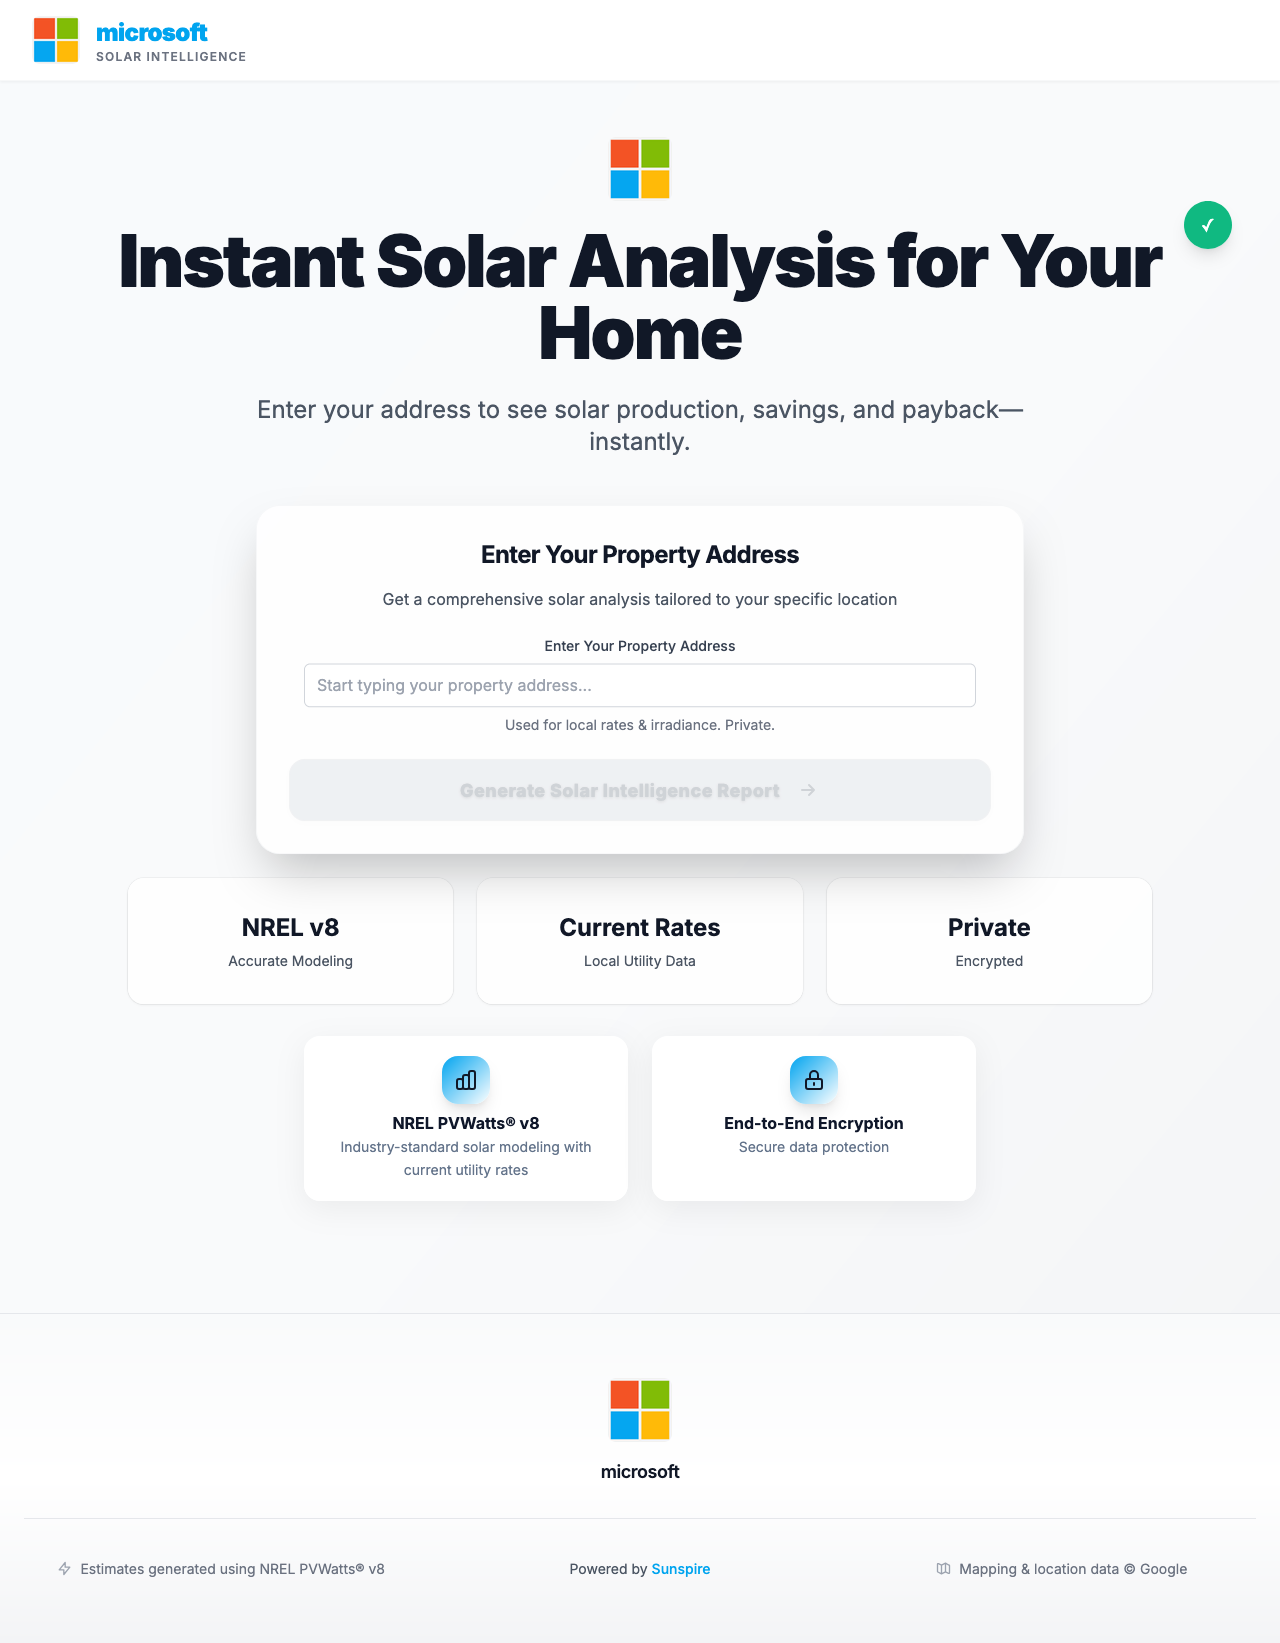 microsoft
SOLAR INTELLIGENCE
Instant Solar Analysis for Your
Home
Enter your address to see solar production, savings, and payback—
instantly.
Enter Your Property Address
Get a comprehensive solar analysis tailored to your specific location
Enter Your Property Address
Start typing your property address...
Used for local rates & irradiance. Private.
Generate Solar Intelligence Report →
NREL v8
Accurate Modeling
Current Rates
Local Utility Data
Private
Encrypted
NREL PVWatts® v8
Industry-standard solar modeling with
current utility rates
End-to-End Encryption
Secure data protection
microsoft
Estimates generated using NREL PVWatts® v8
Powered by Sunspire
Mapping & location data © Google